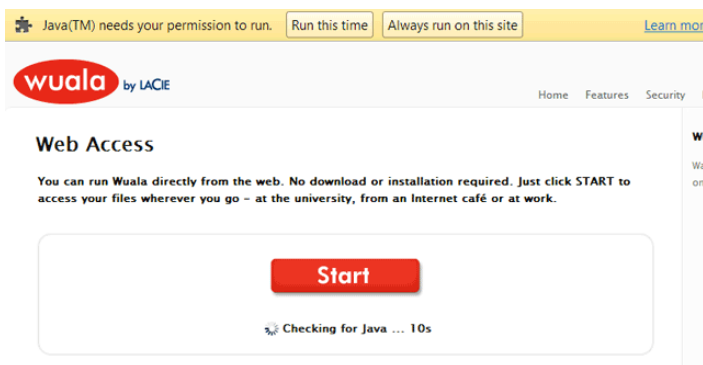 Java(TM) needs your permission to run. Run this time Always run on this site Learn
wuala by LACIE
Home Features Security
Web Access
You can run Wuala directly from the web. No download or installation required. Just click START to
access your files wherever you go – at the university, from an Internet café or at work.
Start
Checking for Java ... 10s